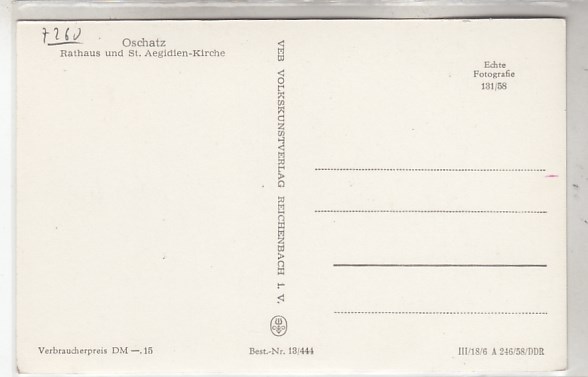 7260
Oschatz
Rathaus und St. Aegidien-Kirche
VEB VOLKSKUNSTVERLAG REICHENBACH I. V.
Echte
Fotografie
131/58
Verbraucherpreis DM —.15
Best.-Nr. 13/444
III/18/6 A 246/58/DDR